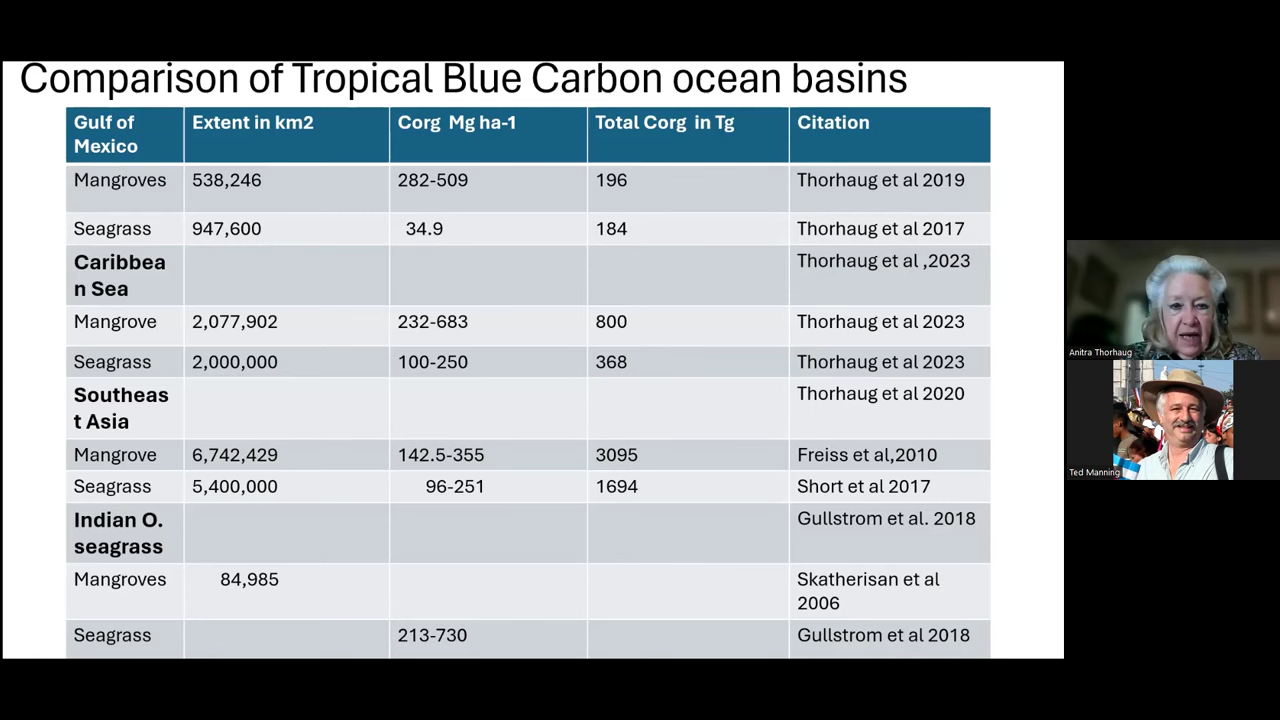 Comparison of Tropical Blue Carbon ocean basins
Gulf of Mexico Extent in km2 Corg Mg ha-1 Total Corg in Tg Citation
Mangroves 538,246 282-509 196 Thorhaug et al 2019
Seagrass 947,600 34.9 184 Thorhaug et al 2017
Caribbean Sea Thorhaug et al ,2023
Mangrove 2,077,902 232-683 800 Thorhaug 2023
Seagrass 2,000,000 100-250 368 Thorhaug 2023
Southeast Asia Thorhaug et al 2020
Mangrove 6,742,429 142.5-355 3095 Freiss et al,2010
Seagrass 5,400,000 96-251 1694 Short et al 2017
Indian O. seagrass Gullstrom et al. 2018
Mangroves 84,985 Skatherisan et al 2006
Seagrass 213-730 Gullstrom et al 2018
Anitra Thorhaug
Ted Manning